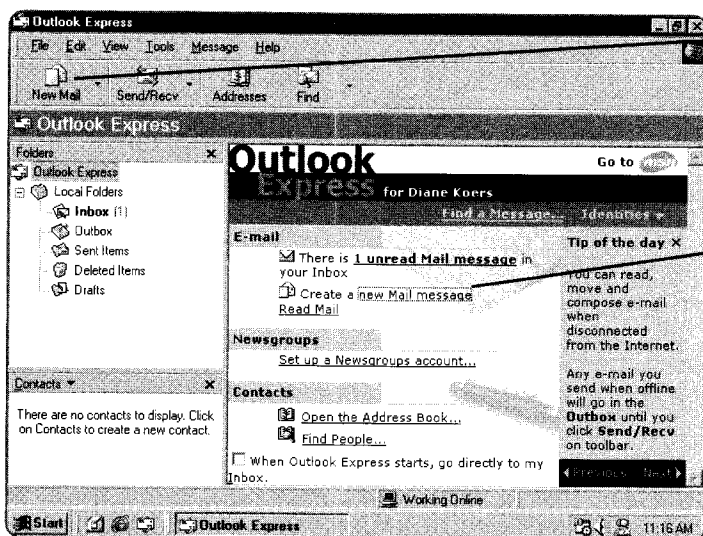 Outlook Express
File Edit View Tools Message Help
New Mail Send/Recv Addresses Find
Outlook Express
Folders
Outlook Express
Local Folders
Inbox (1)
Outbox
Sent Items
Deleted Items
Drafts
Contacts
There are no contacts to display. Click
on Contacts to create a new contact.
Outlook
Express for Diane Koers
Go to
Find a Message... Identities
E-mail
There is 1 unread Mail message in
your Inbox
Create a new Mail message
Read Mail
Newsgroups
Set up a Newsgroups account...
Contacts
Open the Address Book...
Find People...
When Outlook Express starts, go directly to my
Inbox.
Tip of the day
You can read,
move and
compose e-mail
when
disconnected
from the Internet.
Any e-mail you
send when offline
will go in the
Outbox until you
click Send/Recv
on toolbar.
Previous Next
Working Online
Start Outlook Express 11:16 AM